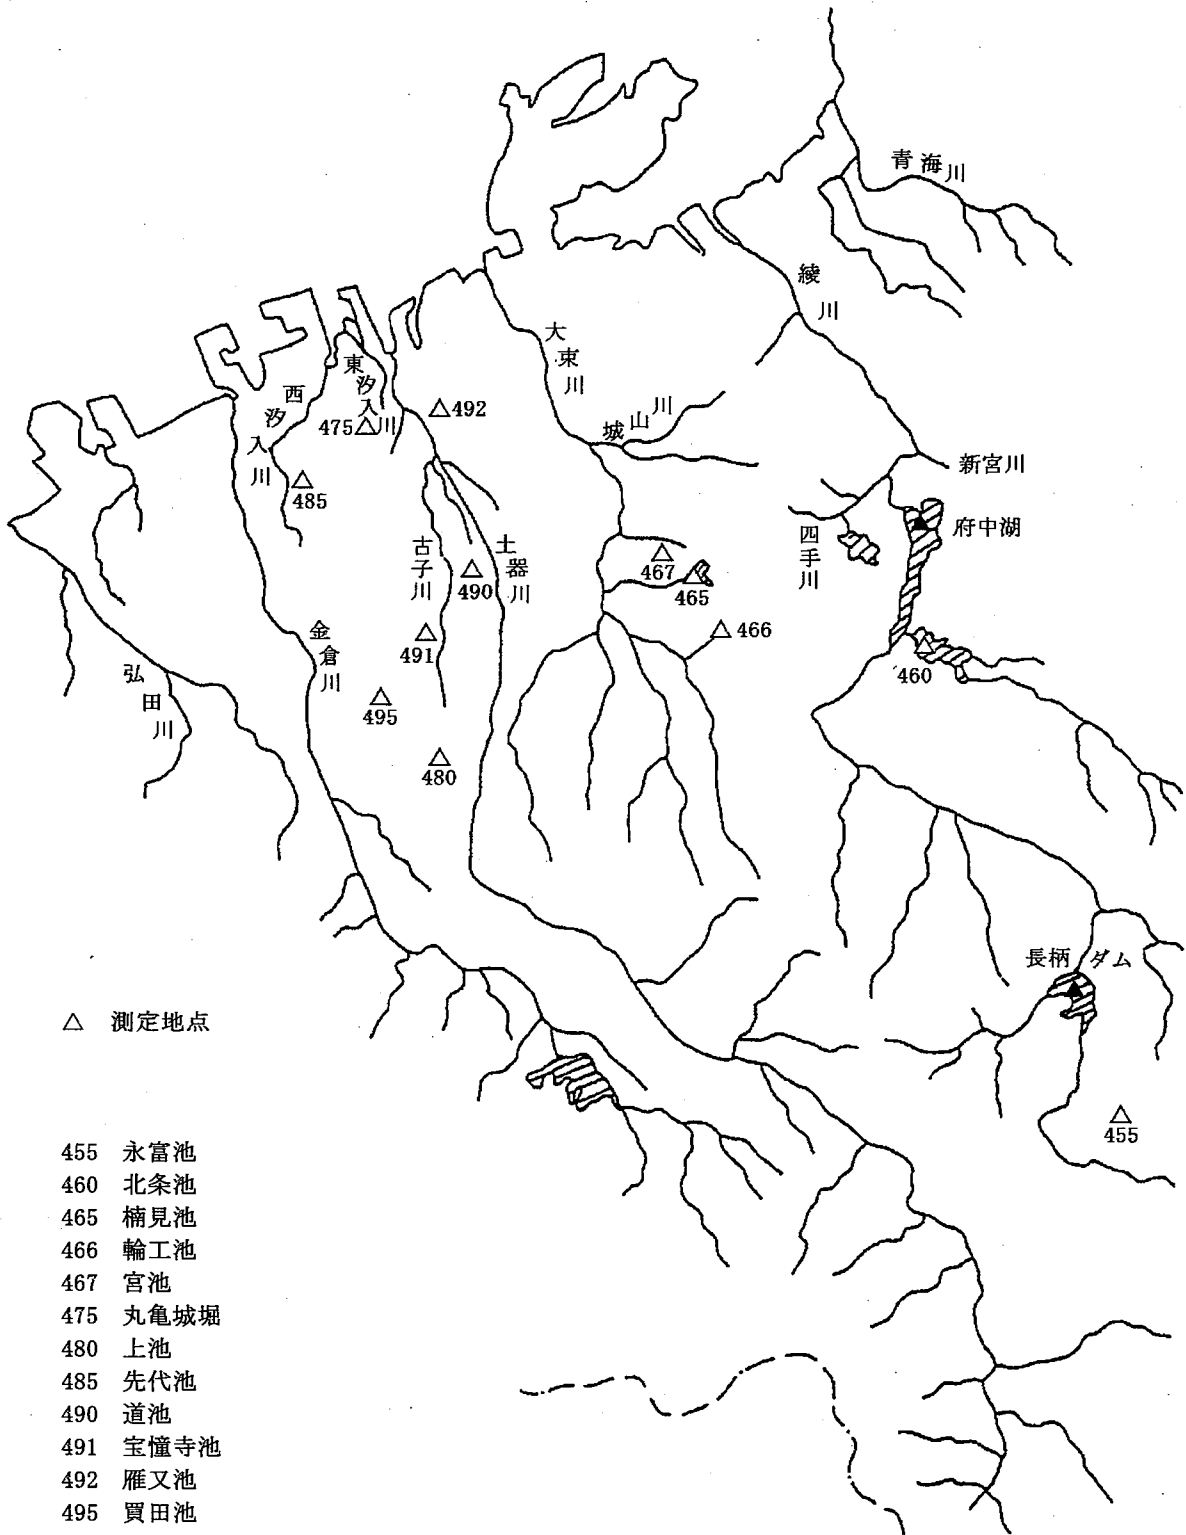 青海川
綾川
大東川
城山川
新宮川
四手川
府中湖
西汐入川
東汐入川
土器川
古子川
金倉川
弘田川
長柄ダム
492
475
485
490
467
465
466
491
460
495
480
455
△ 測定地点
455 永富池
460 北条池
465 楠見池
466 輪工池
467 宮池
475 丸亀城堀
480 上池
485 先代池
490 道池
491 宝憧寺池
492 雁又池
495 買田池